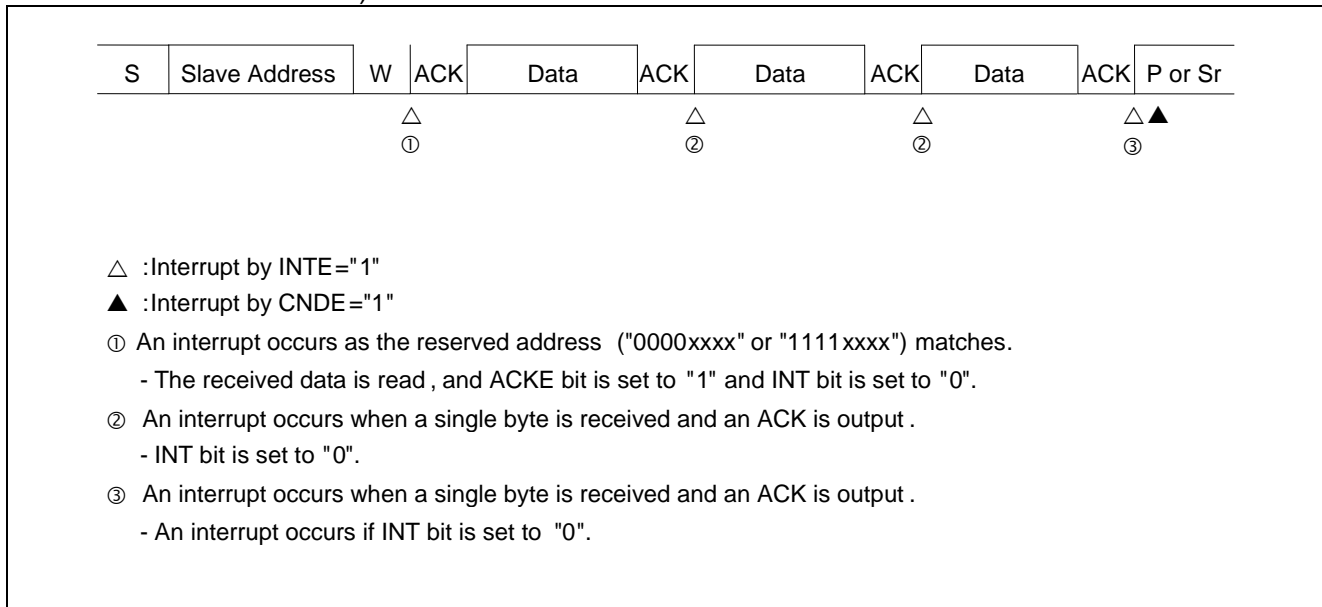 S Slave Address W ACK Data ACK Data ACK Data ACK P or Sr
△ △ △ △▲
① ② ② ③
△ :Interrupt by INTE="1"
▲ :Interrupt by CNDE="1"
① An interrupt occurs as the reserved address ("0000xxxx" or "1111xxxx") matches.
- The received data is read, and ACKE bit is set to "1" and INT bit is set to "0".
② An interrupt occurs when a single byte is received and an ACK is output.
- INT bit is set to "0".
③ An interrupt occurs when a single byte is received and an ACK is output.
- An interrupt occurs if INT bit is set to "0".